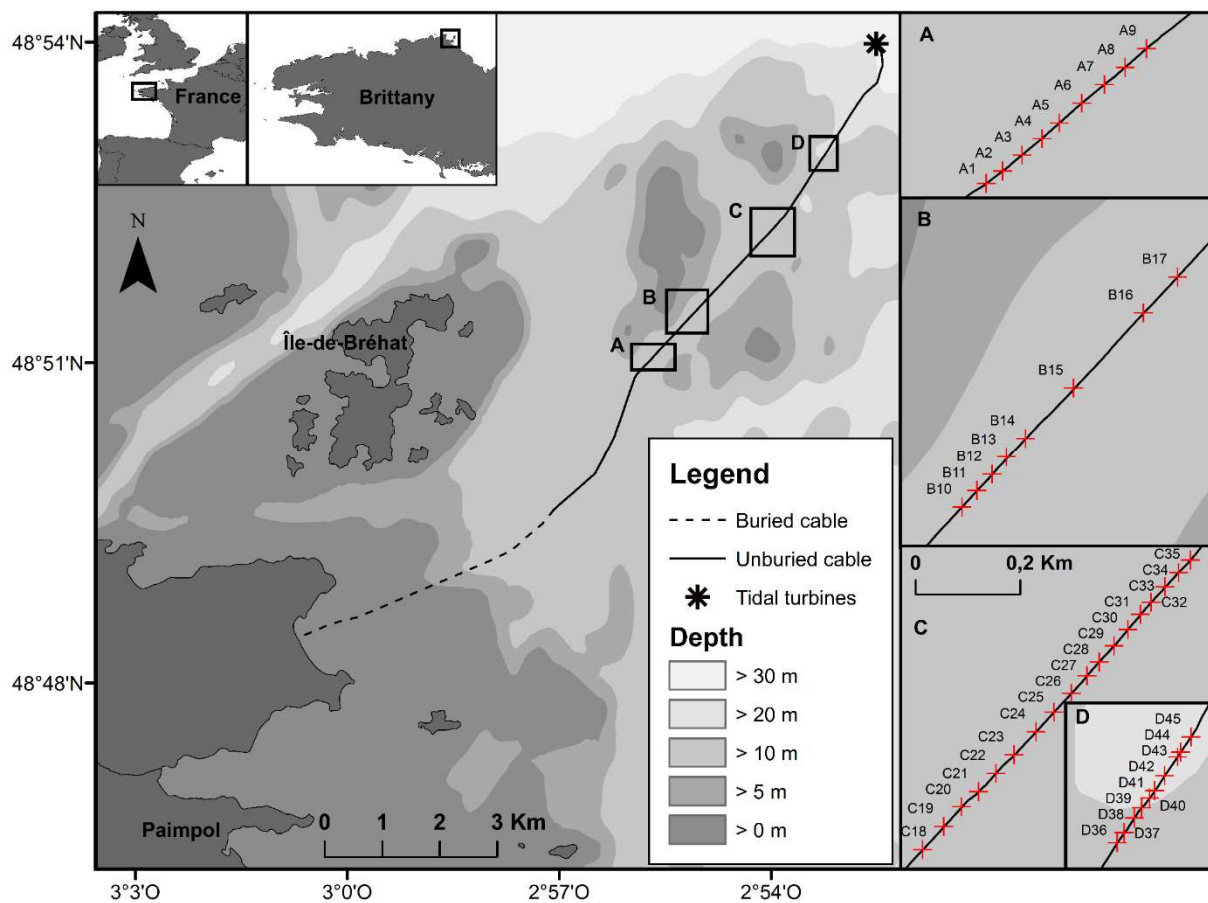 48°54'N
48°51'N
48°48'N
France
Brittany
N
Île-de-Bréhat
Paimpol
A
B
C
D
0 1 2 3 Km
3°3'O 3°0'O 2°57'O 2°54'O
Legend
Buried cable
Unburied cable
Tidal turbines
Depth
> 30 m
> 20 m
> 10 m
> 5 m
> 0 m
A
A9
A8
A7
A6
A5
A4
A3
A2
A1
B
B17
B16
B15
B14
B13
B12
B11
B10
0 0,2 Km
C
C35
C34
C33
C32
C31
C30
C29
C28
C27
C26
C25
C24
C23
C22
C21
C20
C19
C18
D
D45
D44
D43
D42
D41
D40
D39
D38
D37
D36